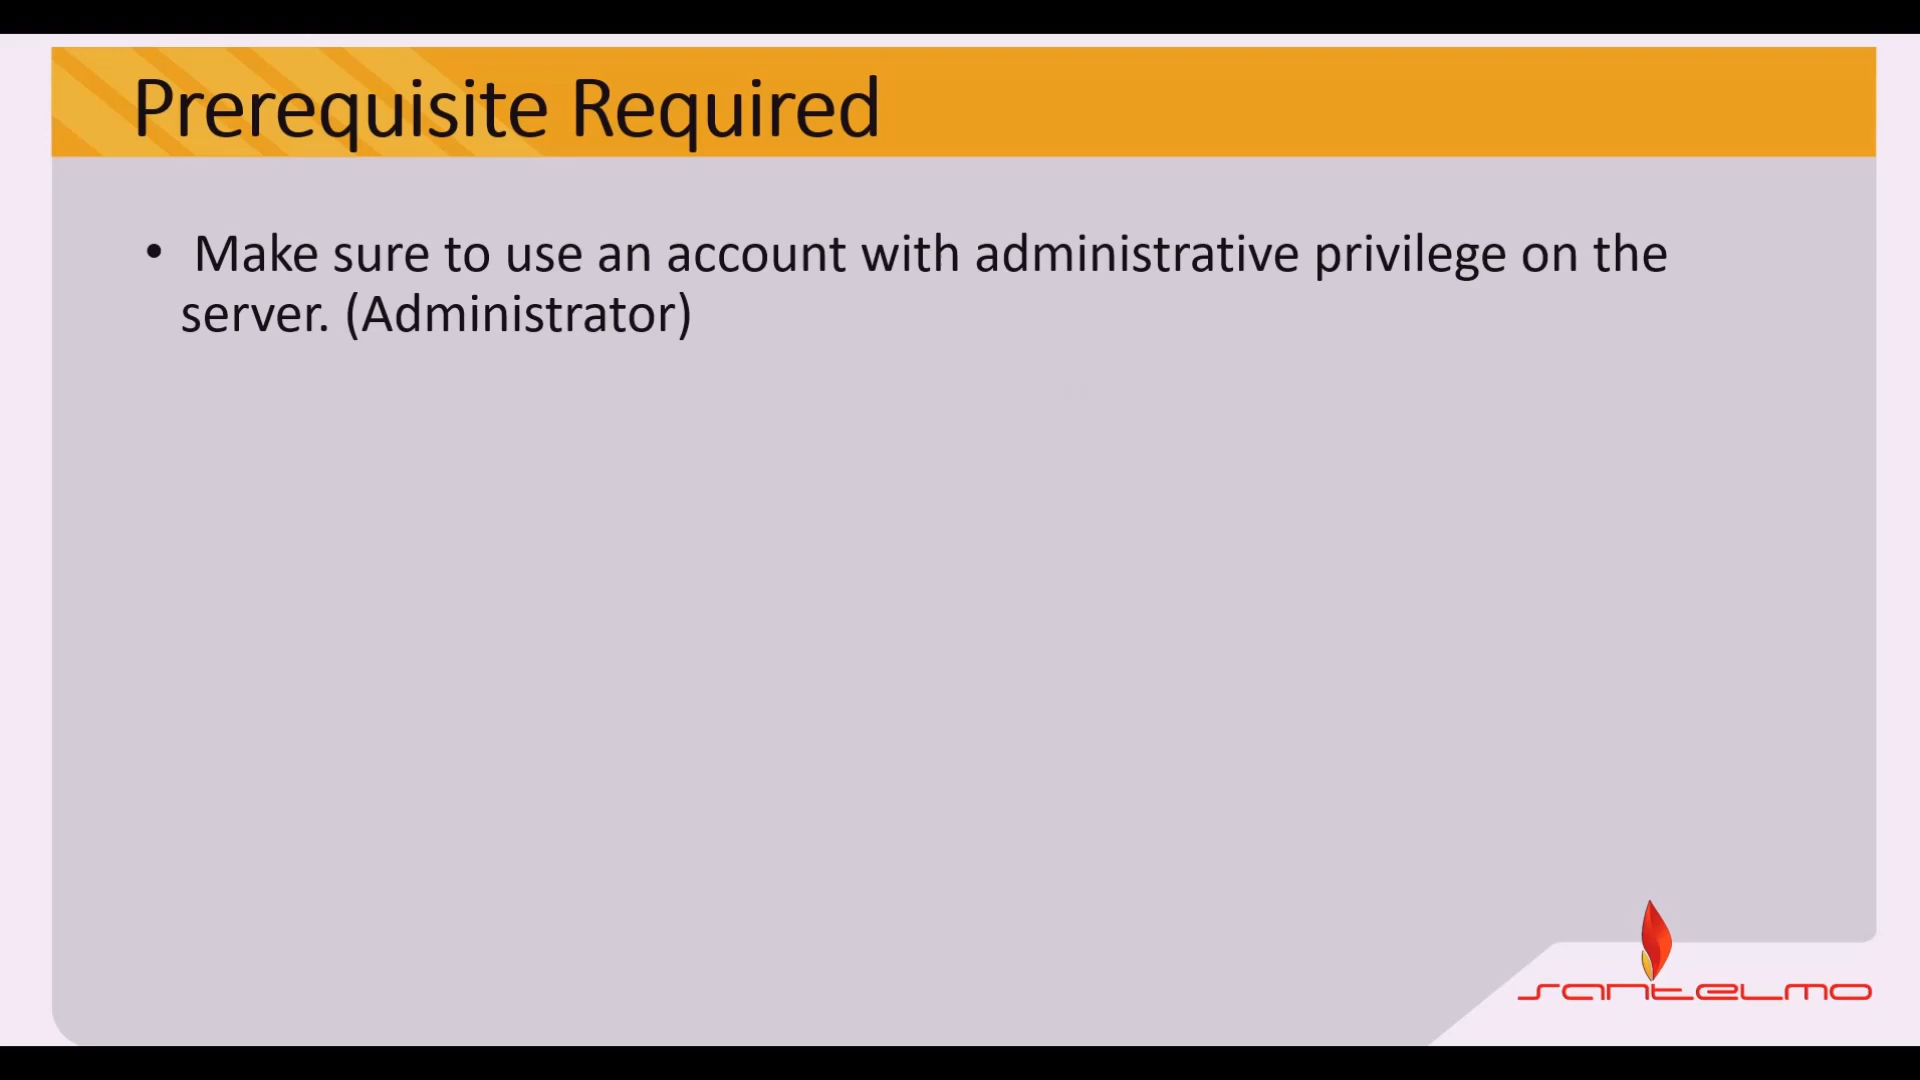 Prerequisite Required
• Make sure to use an account with administrative privilege on the
server. (Administrator)
santelmo